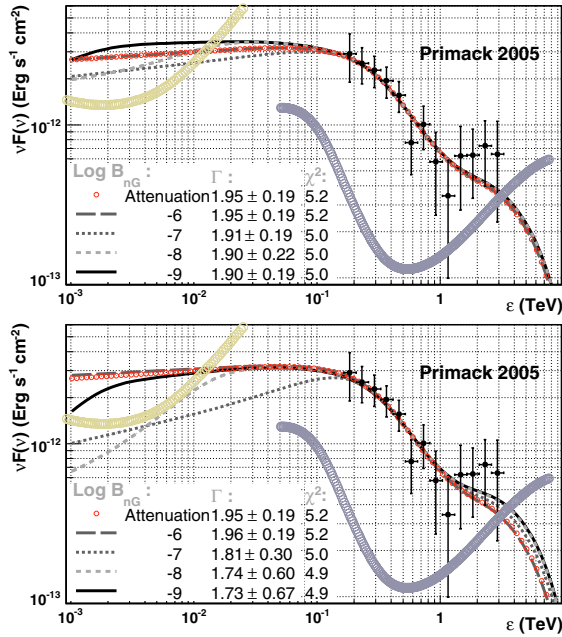 νF(ν) (Erg s⁻¹ cm⁻²)
Primack 2005
10⁻¹²
10⁻¹³
Log B_nG : Γ: χ²:
Attenuation 1.95 ± 0.19 5.2
-6 1.95 ± 0.19 5.2
-7 1.91 ± 0.19 5.0
-8 1.90 ± 0.22 5.0
-9 1.90 ± 0.19 5.0
10⁻³ 10⁻² 10⁻¹ 1
ε (TeV)
νF(ν) (Erg s⁻¹ cm⁻²)
Primack 2005
10⁻¹²
10⁻¹³
Log B_nG : Γ: χ²:
Attenuation 1.95 ± 0.19 5.2
-6 1.96 ± 0.19 5.2
-7 1.81 ± 0.30 5.0
-8 1.74 ± 0.60 4.9
-9 1.73 ± 0.67 4.9
10⁻³ 10⁻² 10⁻¹ 1
ε (TeV)